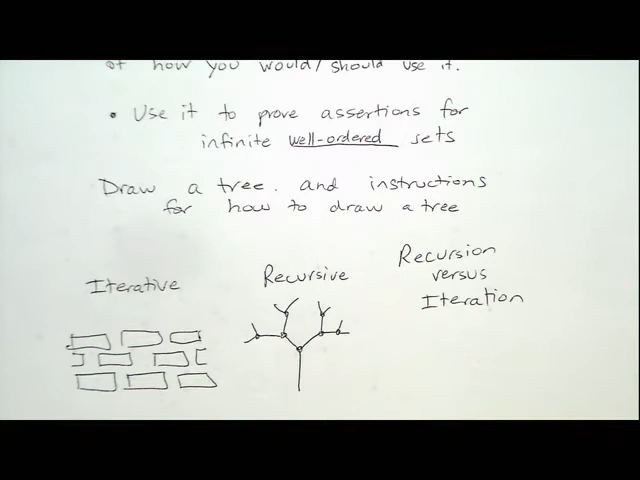 of how you would/should use it.
• Use it to prove assertions for
infinite well-ordered sets
Draw a tree. and instructions
for how to draw a tree
Iterative
Recursive
Recursion
versus
Iteration